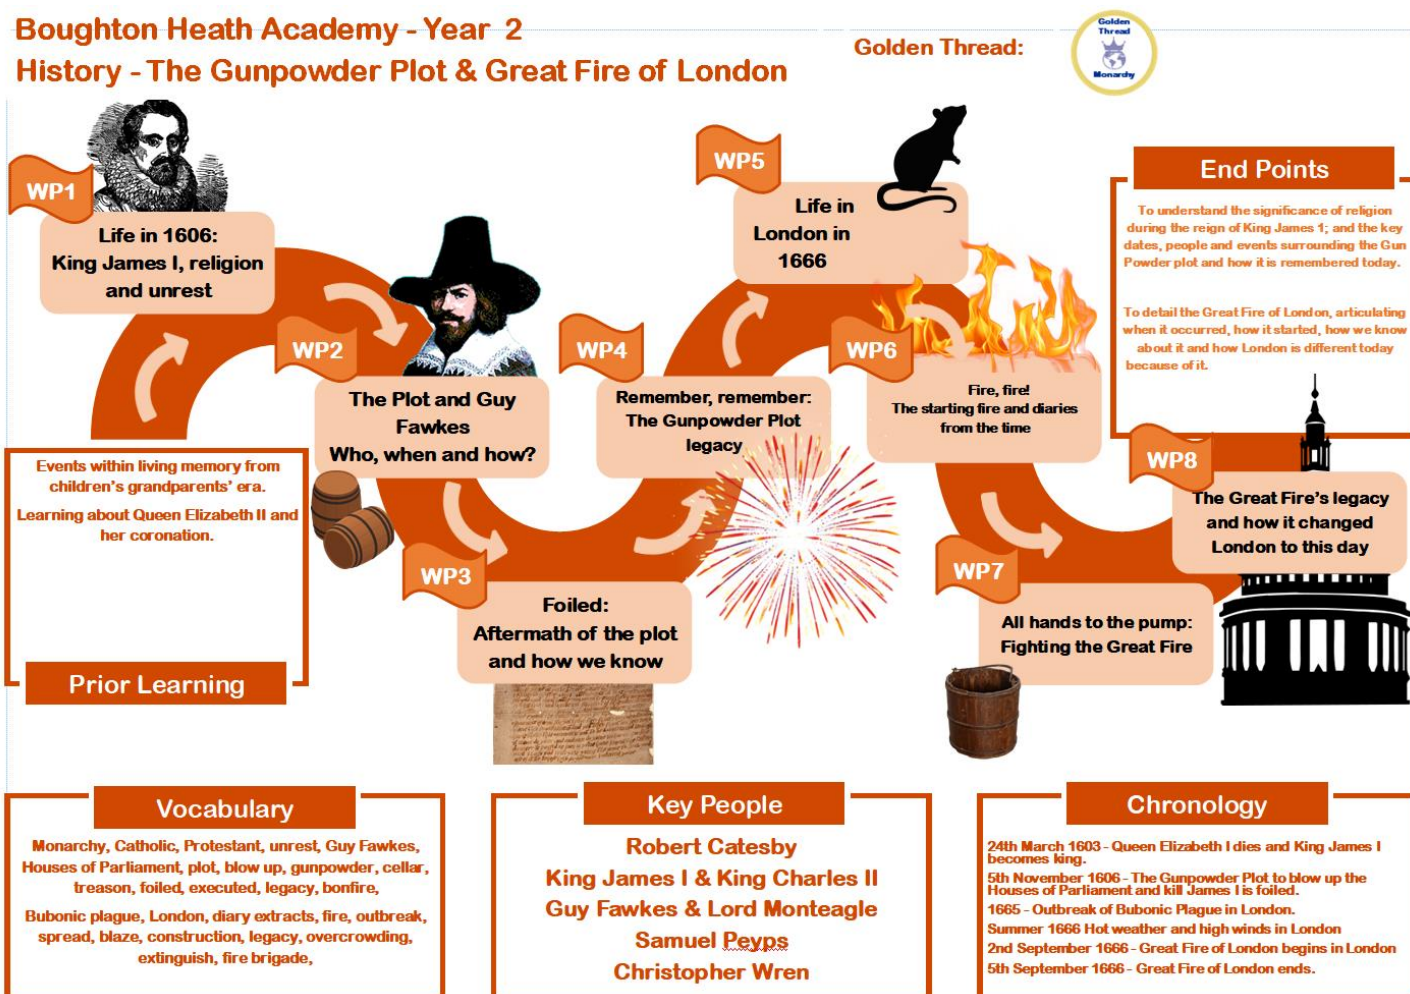 Boughton Heath Academy - Year 2
History - The Gunpowder Plot & Great Fire of London
Golden Thread:
Golden
Thread
Monarchy
WP1
Life in 1606:
King James I, religion
and unrest
WP2
The Plot and Guy
Fawkes
Who, when and how?
WP3
Foiled:
Aftermath of the plot
and how we know
WP4
Remember, remember:
The Gunpowder Plot
legacy
WP5
Life in
London in
1666
WP6
Fire, fire!
The starting fire and diaries
from the time
WP7
All hands to the pump:
Fighting the Great Fire
WP8
The Great Fire's legacy
and how it changed
London to this day
End Points
To understand the significance of religion
during the reign of King James 1; and the key
dates, people and events surrounding the Gun
Powder plot and how it is remembered today.
To detail the Great Fire of London, articulating
when it occurred, how it started, how we know
about it and how London is different today
because of it.
Events within living memory from
children's grandparents' era.
Learning about Queen Elizabeth II and
her coronation.
Prior Learning
Vocabulary
Monarchy, Catholic, Protestant, unrest, Guy Fawkes,
Houses of Parliament, plot, blow up, gunpowder, cellar,
treason, foiled, executed, legacy, bonfire,
Bubonic plague, London, diary extracts, fire, outbreak,
spread, blaze, construction, legacy, overcrowding,
extinguish, fire brigade,
Key People
Robert Catesby
King James I & King Charles II
Guy Fawkes & Lord Monteagle
Samuel Peyps
Christopher Wren
Chronology
24th March 1603 - Queen Elizabeth I dies and King James I
becomes king.
5th November 1606 - The Gunpowder Plot to blow up the
Houses of Parliament and kill James I is foiled.
1665 - Outbreak of Bubonic Plague in London.
Summer 1666 Hot weather and high winds in London
2nd September 1666 - Great Fire of London begins in London
5th September 1666 - Great Fire of London ends.